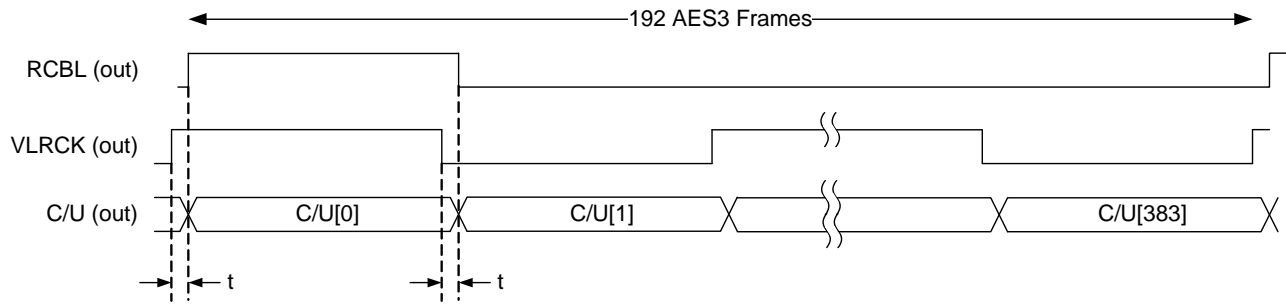 192 AES3 Frames
RCBL (out)
VLRCK (out)
C/U (out)
C/U[0]
C/U[1]
C/U[383]
t
t